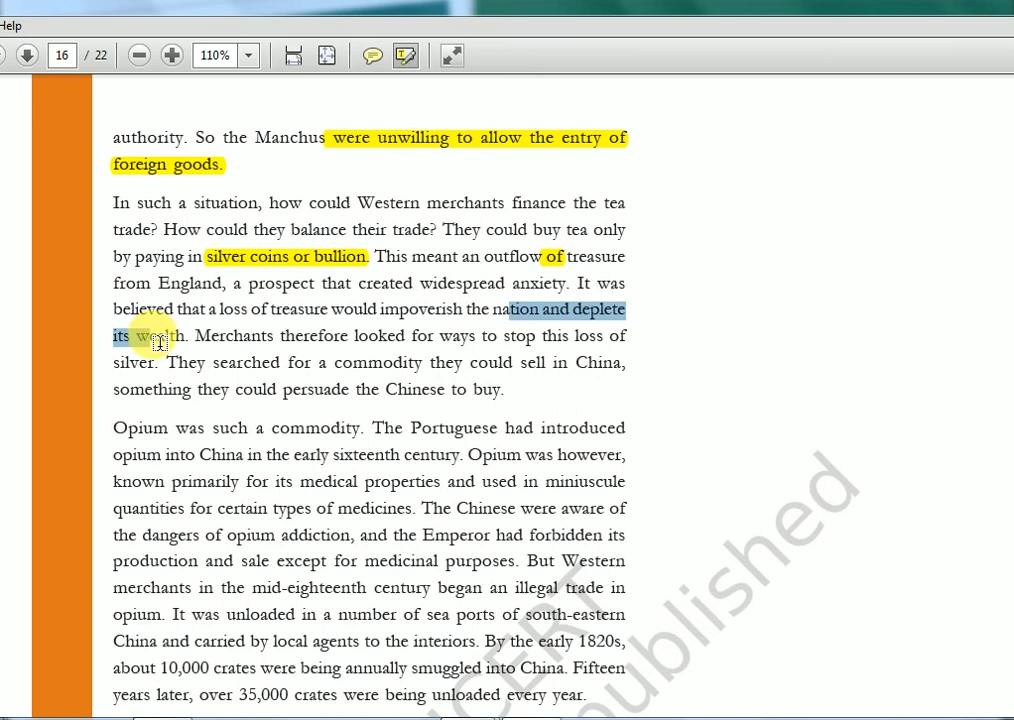 Help
16 / 22 110%
authority. So the Manchus were unwilling to allow the entry of
foreign goods.
In such a situation, how could Western merchants finance the tea
trade? How could they balance their trade? They could buy tea only
by paying in silver coins or bullion. This meant an outflow of treasure
from England, a prospect that created widespread anxiety. It was
believed that a loss of treasure would impoverish the nation and deplete
its wealth. Merchants therefore looked for ways to stop this loss of
silver. They searched for a commodity they could sell in China,
something they could persuade the Chinese to buy.
Opium was such a commodity. The Portuguese had introduced
opium into China in the early sixteenth century. Opium was however,
known primarily for its medical properties and used in miniuscule
quantities for certain types of medicines. The Chinese were aware of
the dangers of opium addiction, and the Emperor had forbidden its
production and sale except for medicinal purposes. But Western
merchants in the mid-eighteenth century began an illegal trade in
opium. It was unloaded in a number of sea ports of south-eastern
China and carried by local agents to the interiors. By the early 1820s,
about 10,000 crates were being annually smuggled into China. Fifteen
years later, over 35,000 crates were being unloaded every year.
NCERT
published